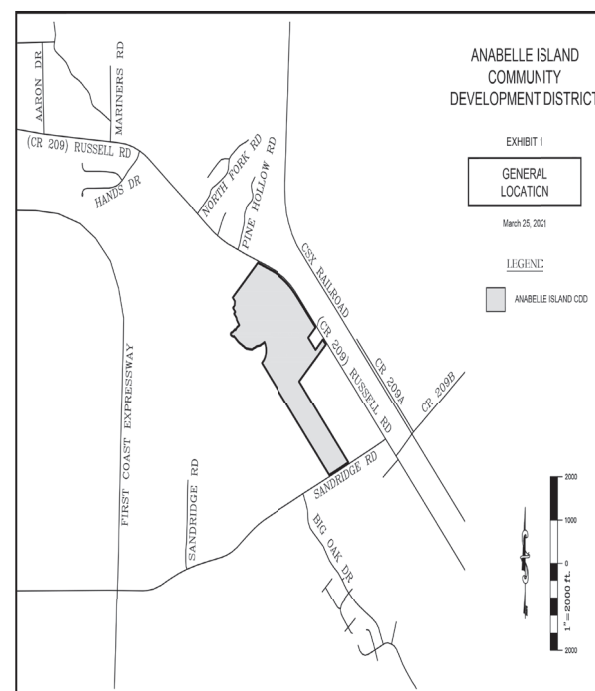 ANABELLE ISLAND
COMMUNITY
DEVELOPMENT DISTRICT
EXHIBIT 1
GENERAL
LOCATION
March 25, 2021
LEGEND
ANABELLE ISLAND CDD
AARON DR
MARINERS RD
(CR 209) RUSSELL RD
HANDS DR
NORTH FORK RD
PINE HOLLOW RD
CSX RAILROAD
(CR 209) RUSSELL RD
CR 209A
CR 209B
FIRST COAST EXPRESSWAY
SANDRIDGE RD
SANDRIDGE RD
BIG OAK DR
2000
1000
0
2000
1"=2000 ft.